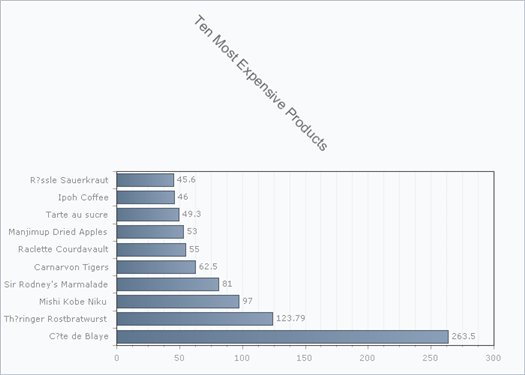 Ten Most Expensive Products
R?ssle Sauerkraut 45.6
Ipoh Coffee 46
Tarte au sucre 49.3
Manjimup Dried Apples 53
Raclette Courdavault 55
Carnarvon Tigers 62.5
Sir Rodney's Marmalade 81
Mishi Kobe Niku 97
Th?ringer Rostbratwurst 123.79
C?te de Blaye 263.5
0 50 100 150 200 250 300